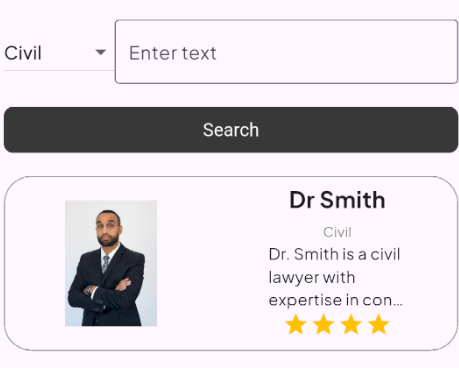 Civil
Enter text
Search
Dr Smith
Civil
Dr. Smith is a civil
lawyer with
expertise in con...